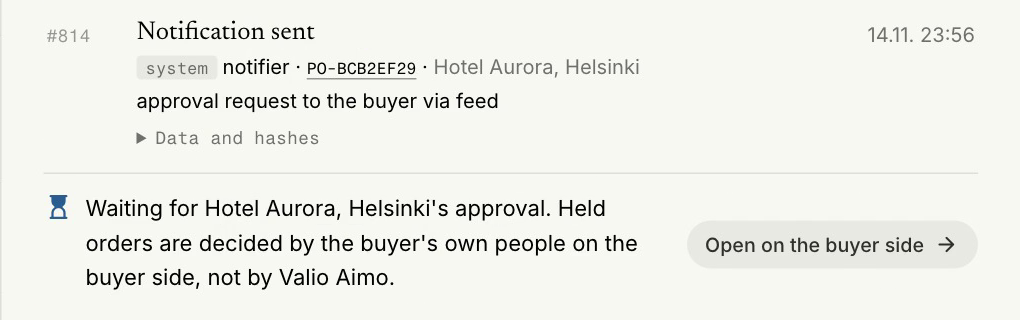 #814
Notification sent
14.11. 23:56
system notifier · PO-BCB2EF29 · Hotel Aurora, Helsinki
approval request to the buyer via feed
▶ Data and hashes
Waiting for Hotel Aurora, Helsinki's approval. Held
orders are decided by the buyer's own people on the
buyer side, not by Valio Aimo.
Open on the buyer side →